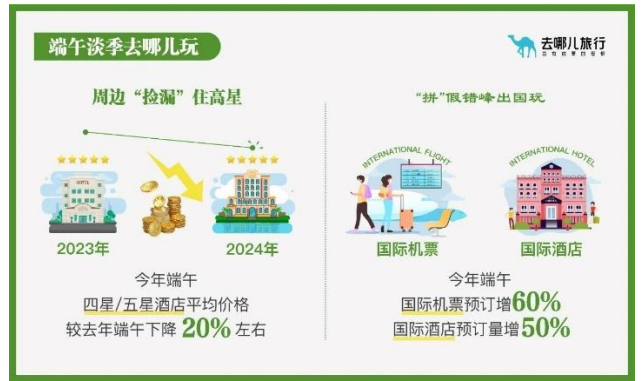 端午淡季去哪儿玩
去哪儿旅行
周边“捡漏”住高星
2023年
2024年
今年端午
四星/五星酒店平均价格
较去年端午下降 20% 左右
“拼”假错峰出国玩
INTERNATIONAL FLIGHT
INTERNATIONAL HOTEL
国际机票
国际酒店
今年端午
国际机票预订增60%
国际酒店预订量增50%